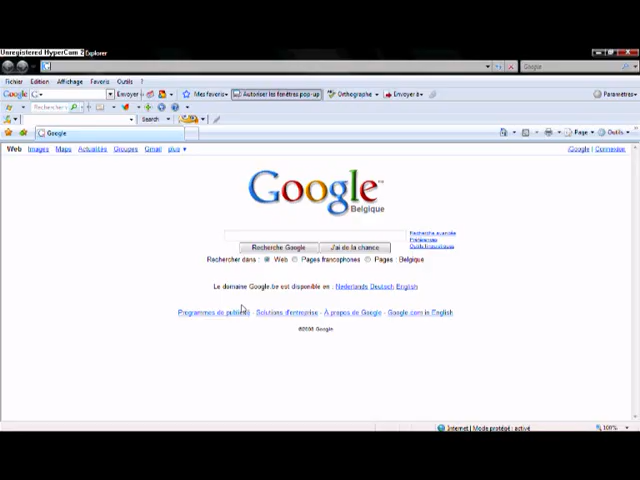 Unregistered HyperCam 2 Explorer
Google
Fichier Edition Affichage Favoris Outils ?
Google G Envoyer Mes favoris Autoriser les fenêtres pop-up Orthographe Envoyer à Paramètres
Rechercher
Search
Google Page Outils
Web Images Maps Actualités Groupes Gmail plus iGoogle | Connexion
Google™
Belgique
Recherche avancée
Préférences
Outils linguistiques
Recherche Google J'ai de la chance
Rechercher dans : Web Pages francophones Pages : Belgique
Le domaine Google.be est disponible en : Nederlands Deutsch English
Programmes de publicité - Solutions d'entreprise - À propos de Google - Google.com in English
Google
Internet | Mode protégé : activé 100%